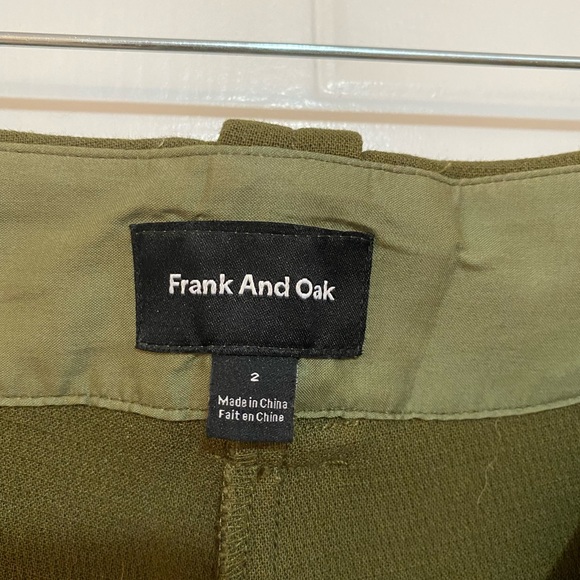 Frank And Oak
2
Made in China
Fait en Chine